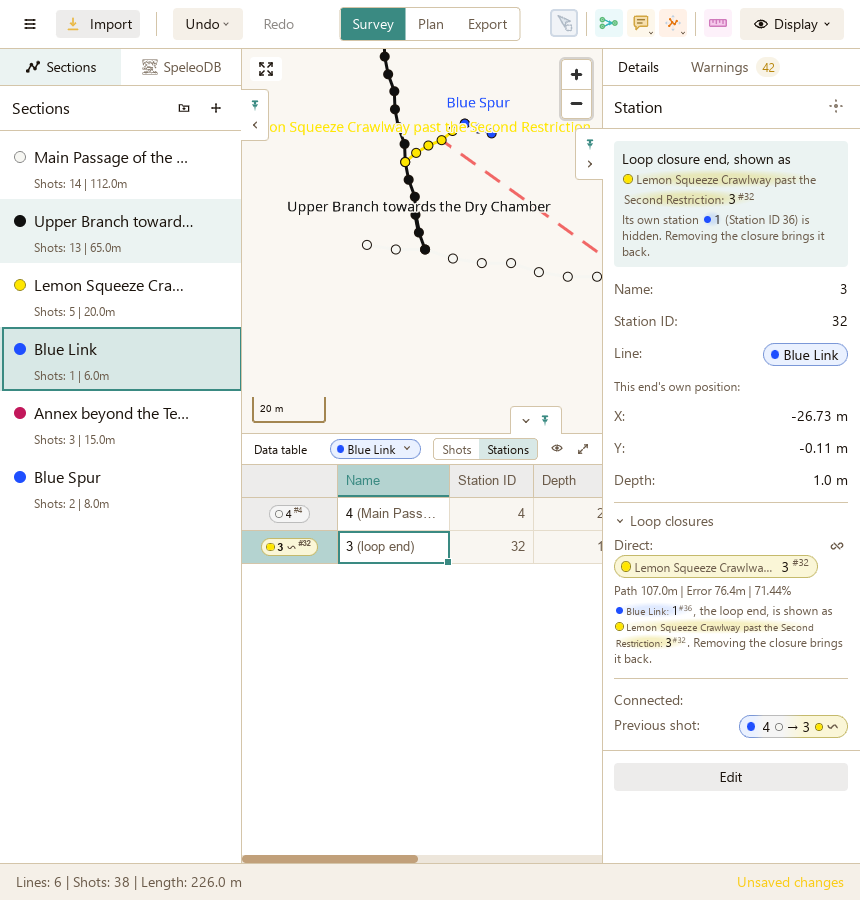 Import
Undo
Redo
Survey
Plan
Export
Display
Sections
SpeleoDB
Sections
Main Passage of the ...
Shots: 14 | 112.0m
Upper Branch toward...
Shots: 13 | 65.0m
Lemon Squeeze Cra...
Shots: 5 | 20.0m
Blue Link
Shots: 1 | 6.0m
Annex beyond the Te...
Shots: 3 | 15.0m
Blue Spur
Shots: 2 | 8.0m
Blue Spur
on Squeeze Crawlway past the Second Restriction
Upper Branch towards the Dry Chamber
20 m
Data table
Blue Link
Shots
Stations
Name
Station ID
Depth
4 #4
4 (Main Pass...
4
2
3 #32
3 (loop end)
32
1
Details
Warnings 42
Station
Loop closure end, shown as
Lemon Squeeze Crawlway past the
Second Restriction: 3 #32
Its own station 1 (Station ID 36) is
hidden. Removing the closure brings it
back.
Name: 3
Station ID: 32
Line: Blue Link
This end's own position:
X: -26.73 m
Y: -0.11 m
Depth: 1.0 m
Loop closures
Direct:
Lemon Squeeze Crawlwa... 3 #32
Path 107.0m | Error 76.4m | 71.44%
Blue Link: 1 #36, the loop end, is shown as
Lemon Squeeze Crawlway past the Second
Restriction: 3 #32. Removing the closure brings
it back.
Connected:
Previous shot: 4 → 3
Edit
Lines: 6 | Shots: 38 | Length: 226.0 m
Unsaved changes